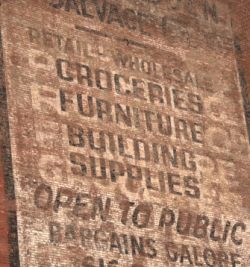 SALVAGE
RETAIL - WHOLESALE
GROCERIES
FURNITURE
BUILDING
SUPPLIES
OPEN TO PUBLIC
BARGAINS GALORE